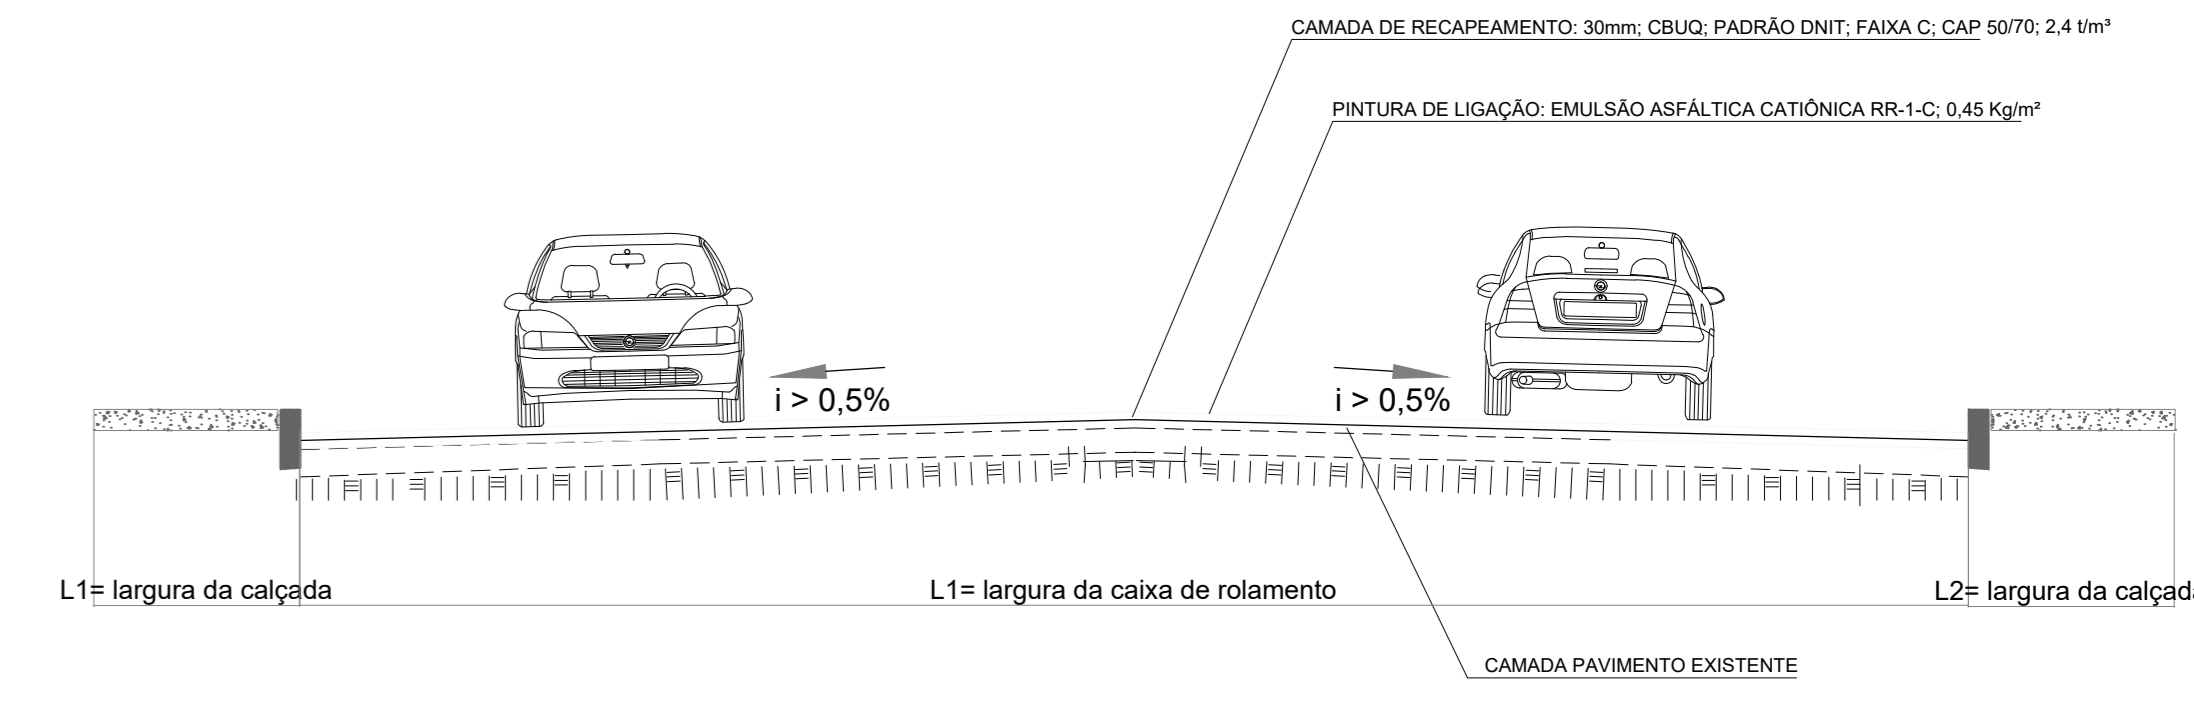 CAMADA DE RECAPEAMENTO: 30mm; CBUQ; PADRÃO DNIT; FAIXA C; CAP 50/70; 2,4 t/m³
PINTURA DE LIGAÇÃO: EMULSÃO ASFÁLTICA CATIÔNICA RR-1-C; 0,45 Kg/m²
i > 0,5% i > 0,5%
L1= largura da calçada L1= largura da caixa de rolamento L2= largura da calçada
CAMADA PAVIMENTO EXISTENTE